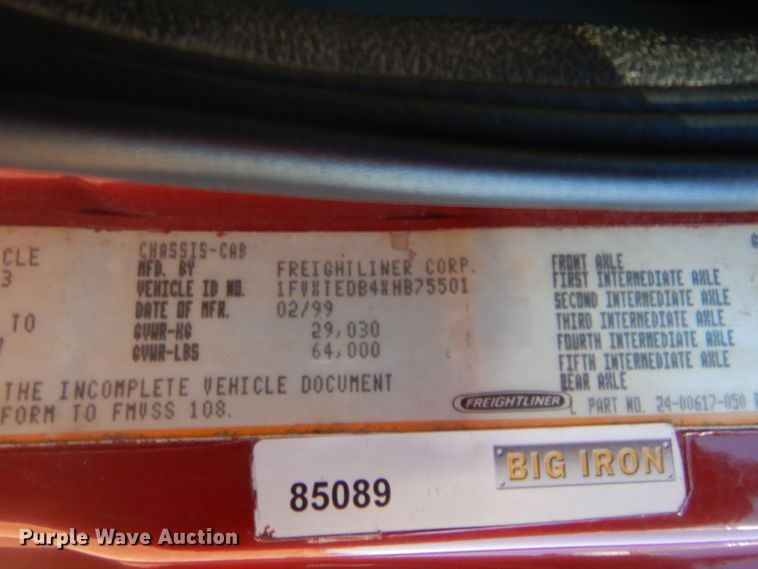 CLE
3
TO
CHASSIS-CAB
MFD. BY FREIGHTLINER CORP.
VEHICLE ID NO. 1FVXTEDB4XHB75501
DATE OF MFR. 02/99
GVWR-KG 29,030
GVWR-LBS 64,000
THE INCOMPLETE VEHICLE DOCUMENT
FORM TO FMVSS 108.
FRONT AXLE
FIRST INTERMEDIATE AXLE
SECOND INTERMEDIATE AXLE
THIRD INTERMEDIATE AXLE
FOURTH INTERMEDIATE AXLE
FIFTH INTERMEDIATE AXLE
REAR AXLE
FREIGHTLINER
L PART NO. 24-00617-050
85089
BIG IRON
Purple Wave Auction